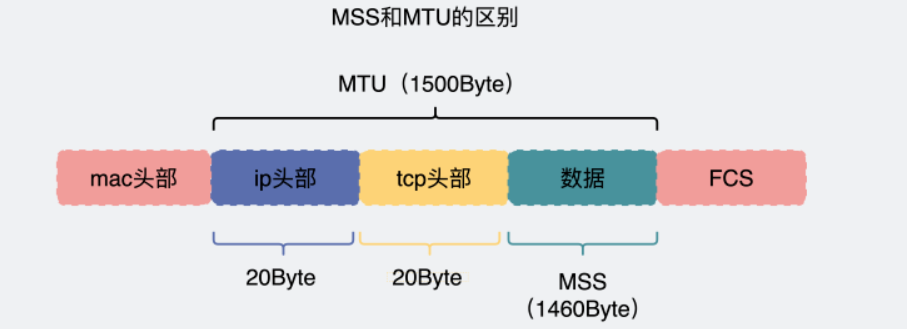 MSS和MTU的区别
MTU（1500Byte）
mac头部
ip头部
tcp头部
数据
FCS
20Byte
20Byte
MSS
（1460Byte）